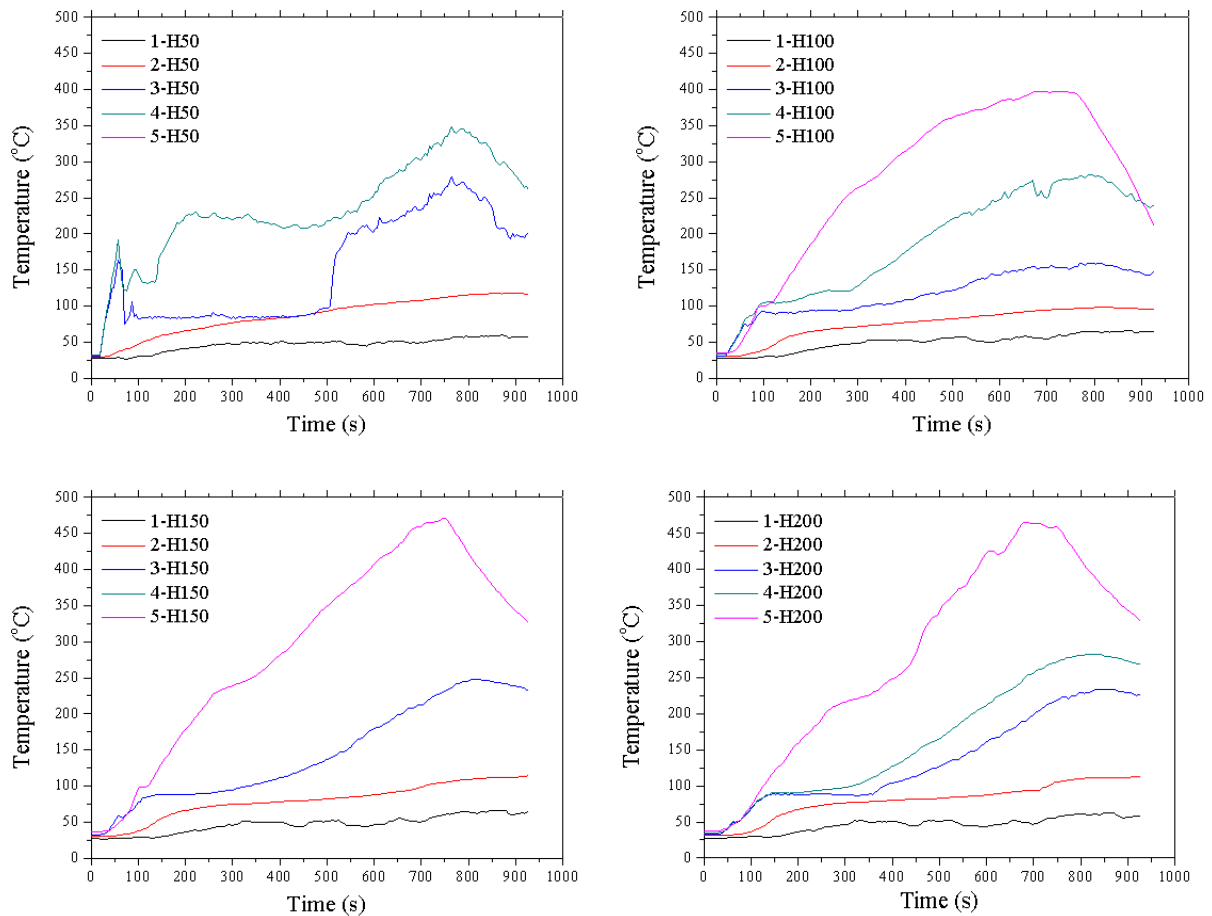 500
450
400
350
300
250
200
150
100
50
0
Temperature (°C)
1-H50
2-H50
3-H50
4-H50
5-H50
0 100 200 300 400 500 600 700 800 900 1000
Time (s)
500
450
400
350
300
250
200
150
100
50
0
Temperature (°C)
1-H100
2-H100
3-H100
4-H100
5-H100
0 100 200 300 400 500 600 700 800 900 1000
Time (s)
500
450
400
350
300
250
200
150
100
50
0
Temperature (°C)
1-H150
2-H150
3-H150
4-H150
5-H150
0 100 200 300 400 500 600 700 800 900 1000
Time (s)
500
450
400
350
300
250
200
150
100
50
0
Temperature (°C)
1-H200
2-H200
3-H200
4-H200
5-H200
0 100 200 300 400 500 600 700 800 900 1000
Time (s)